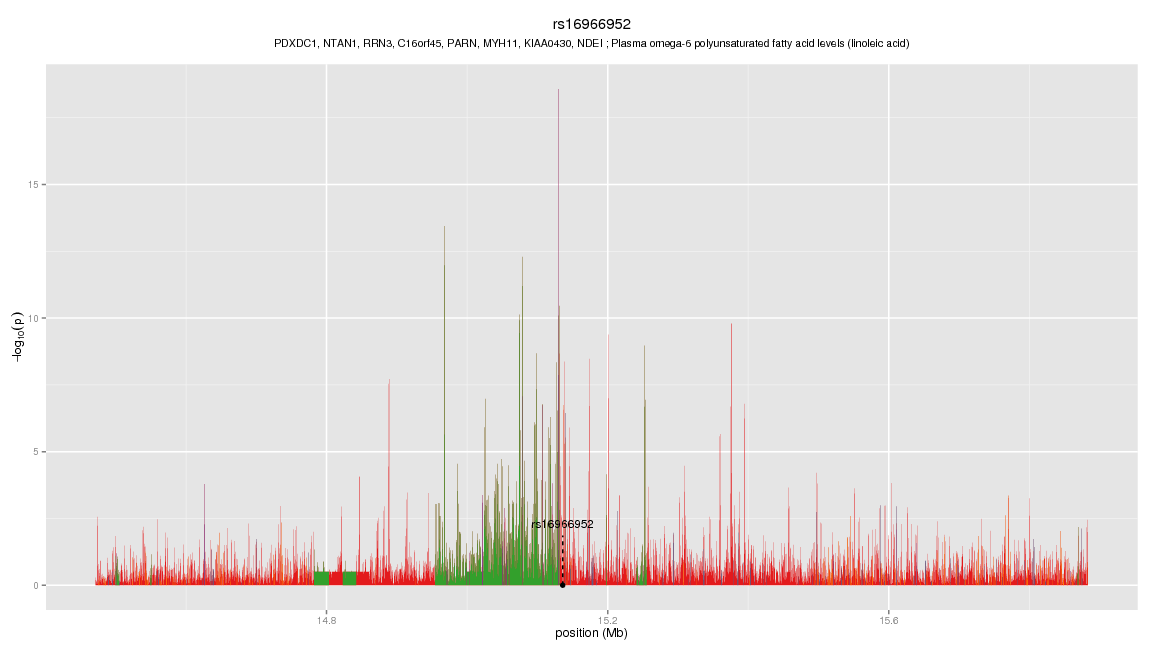 rs16966952
PDXDC1, NTAN1, RRN3, C16orf45, PARN, MYH11, KIAA0430, NDEI ; Plasma omega-6 polyunsaturated fatty acid levels (linoleic acid)
15
10
5
0
-log10(p)
rs16966952
14.8 15.2 15.6
position (Mb)